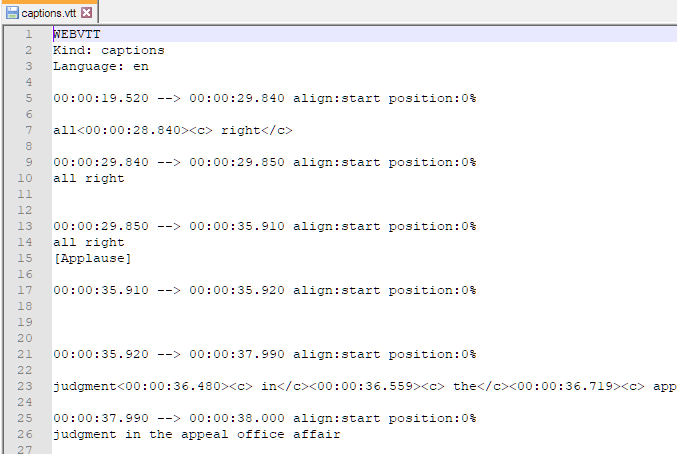 captions.vtt
1 WEBVTT
2 Kind: captions
3 Language: en
4
5 00:00:19.520 --> 00:00:29.840 align:start position:0%
6
7 all<00:00:28.840><c> right</c>
8
9 00:00:29.840 --> 00:00:29.850 align:start position:0%
10 all right
11
12
13 00:00:29.850 --> 00:00:35.910 align:start position:0%
14 all right
15 [Applause]
16
17 00:00:35.910 --> 00:00:35.920 align:start position:0%
18
19
20
21 00:00:35.920 --> 00:00:37.990 align:start position:0%
22
23 judgment<00:00:36.480><c> in</c><00:00:36.559><c> the</c><00:00:36.719><c> app
24
25 00:00:37.990 --> 00:00:38.000 align:start position:0%
26 judgment in the appeal office affair
27